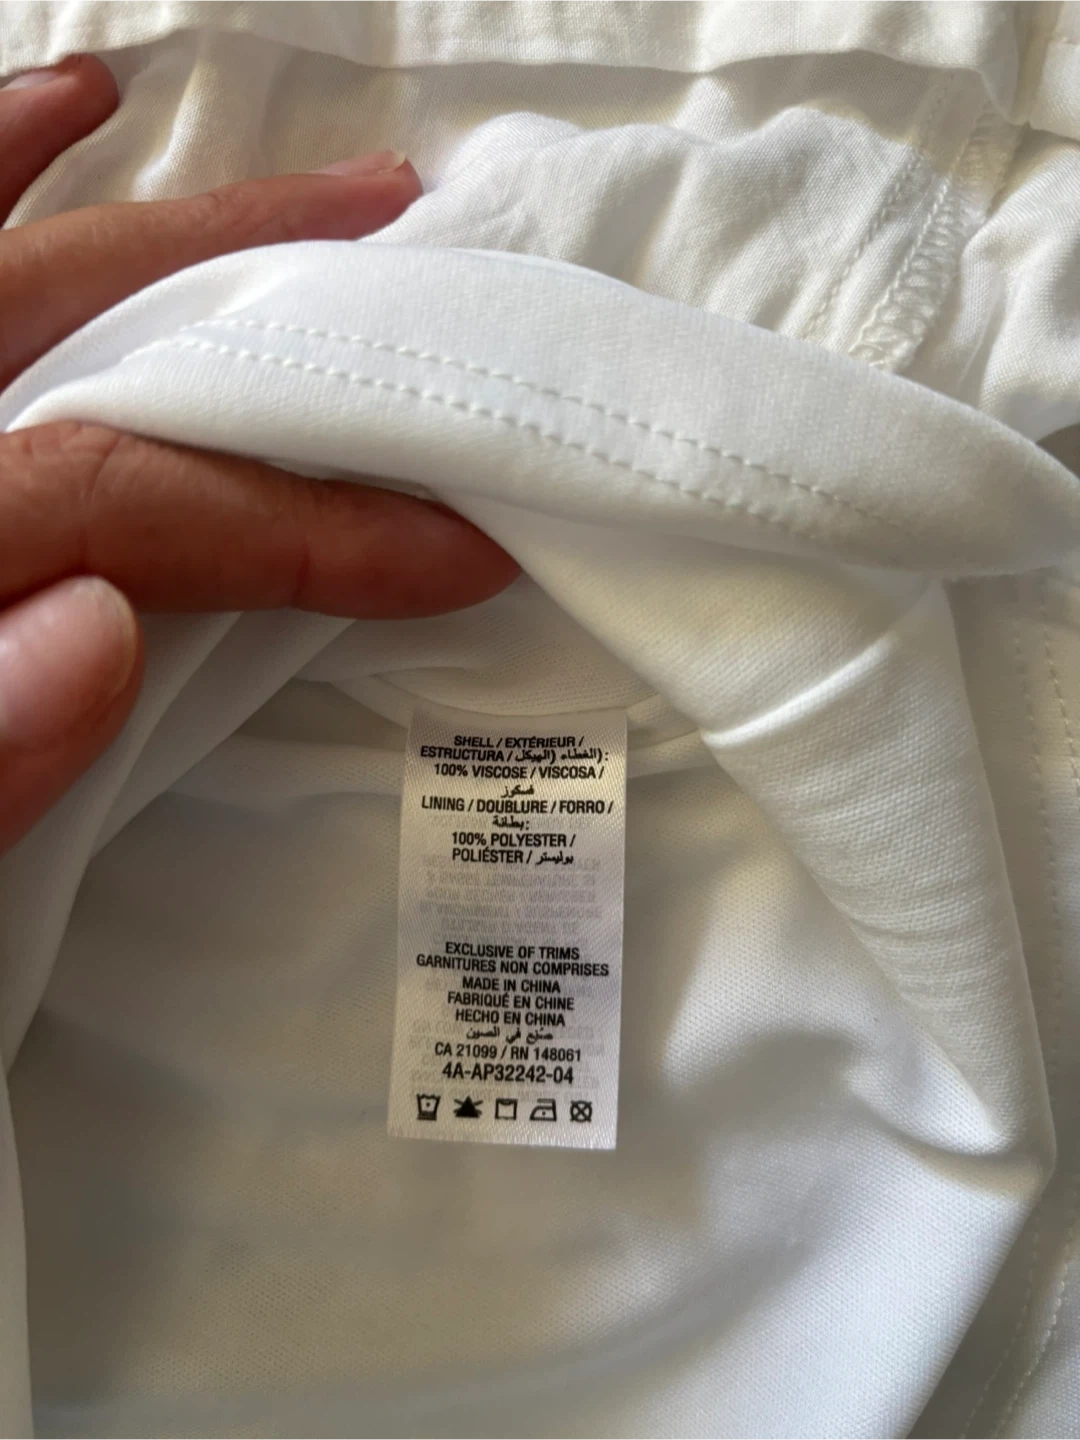 SHELL / EXTÉRIEUR /
ESTRUCTURA / الغطاء (الهيكل):
100% VISCOSE / VISCOSA /
فسكوز
LINING / DOUBLURE / FORRO /
بطانة:
100% POLYESTER /
POLIÉSTER / بوليستر
EXCLUSIVE OF TRIMS
GARNITURES NON COMPRISES
MADE IN CHINA
FABRIQUÉ EN CHINE
HECHO EN CHINA
صُنع في الصين
CA 21099 / RN 148061
4A-AP32242-04